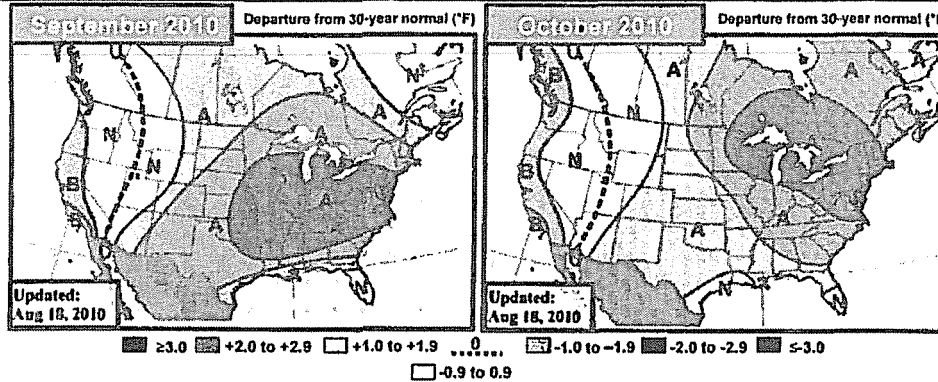 September 2010
Departure from 30-year normal (°F)
October 2010
Departure from 30-year normal (°
U
N
A
N
N
A
A
B
B
A
A
N
Updated:
Aug 18, 2010
U
B
N
N
A
A
A
B
B
A
A
N
N
Updated:
Aug 18, 2010
≥3.0
+2.0 to +2.9
+1.0 to +1.9
0
-1.0 to -1.9
-2.0 to -2.9
≤-3.0
-0.9 to 0.9